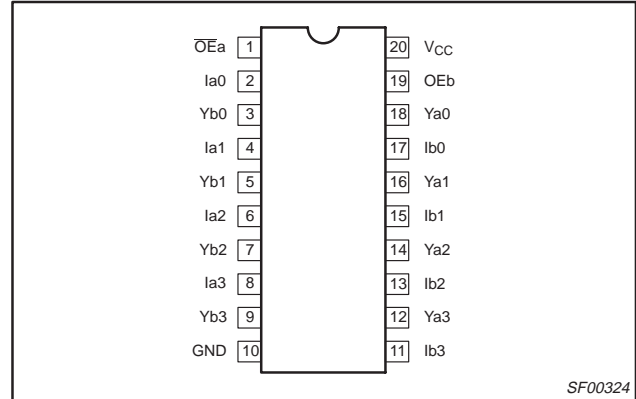 O̅E̅a 1 20 VCC
Ia0 2 19 OEb
Yb0 3 18 Ya0
Ia1 4 17 Ib0
Yb1 5 16 Ya1
Ia2 6 15 Ib1
Yb2 7 14 Ya2
Ia3 8 13 Ib2
Yb3 9 12 Ya3
GND 10 11 Ib3
SF00324